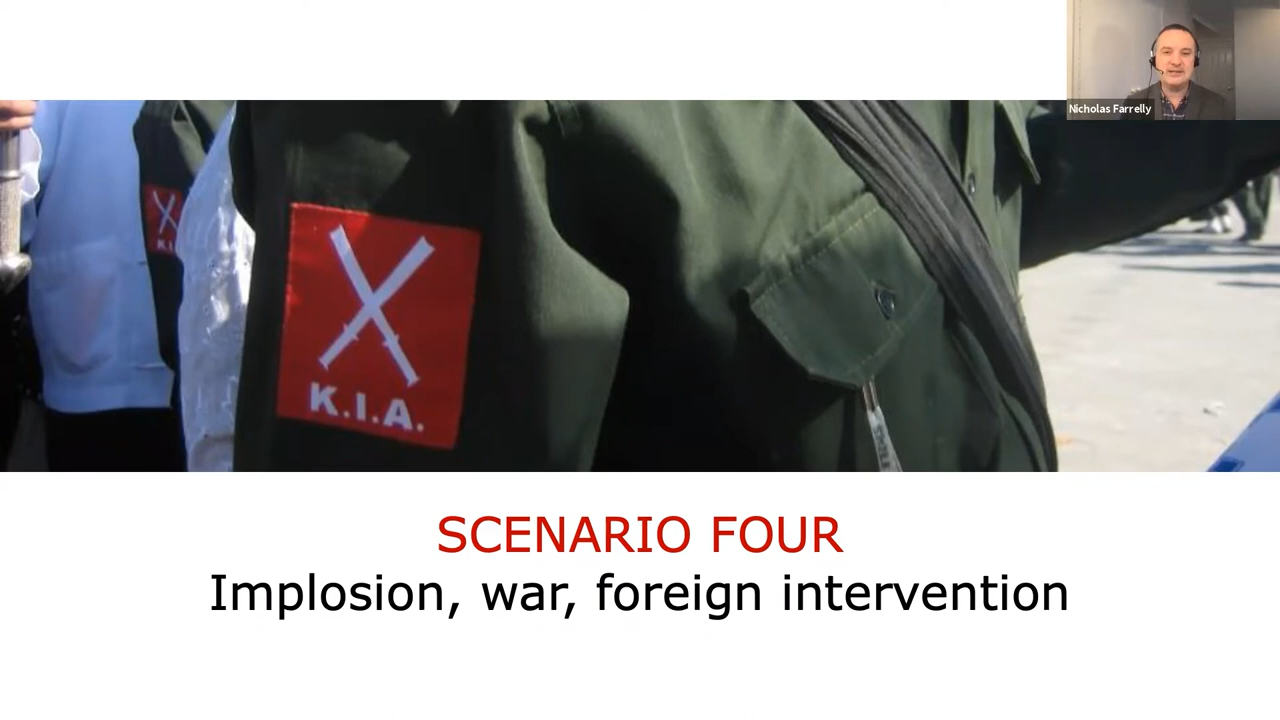 Nicholas Farrelly
K.I.A.
SCENARIO FOUR
Implosion, war, foreign intervention